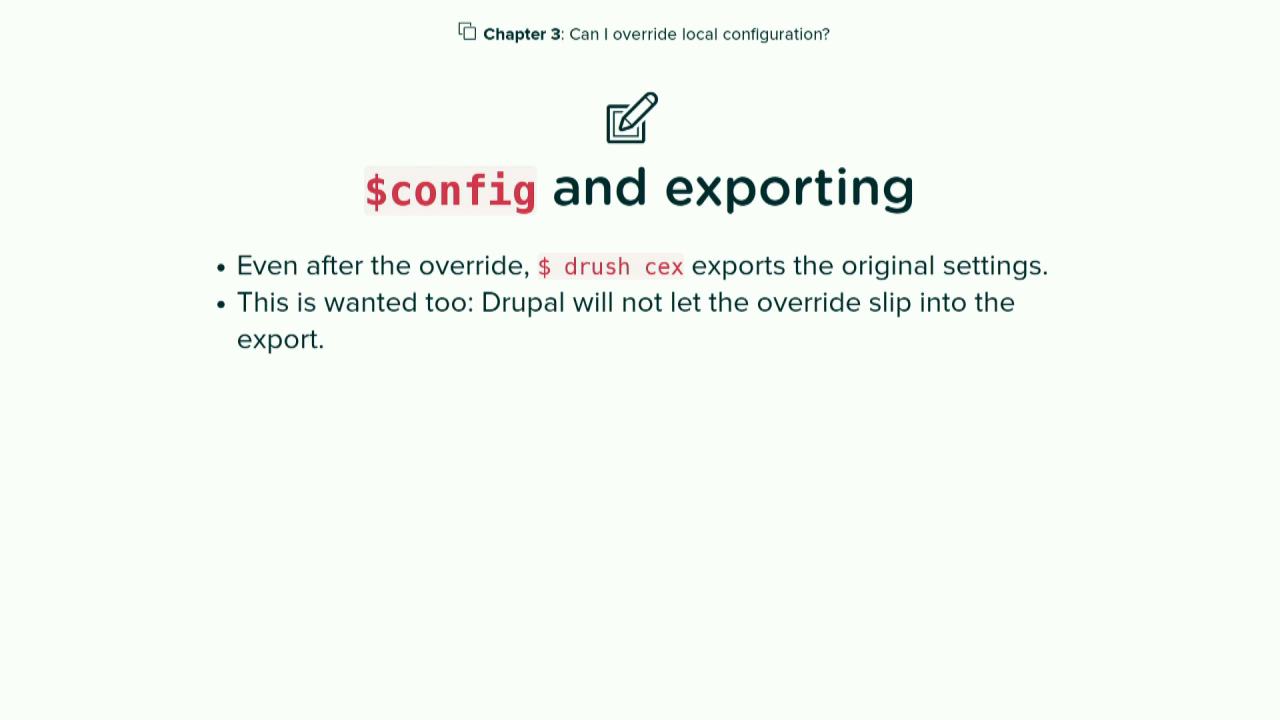 Chapter 3: Can I override local configuration?
$config and exporting
• Even after the override, $ drush cex exports the original settings.
• This is wanted too: Drupal will not let the override slip into the
export.